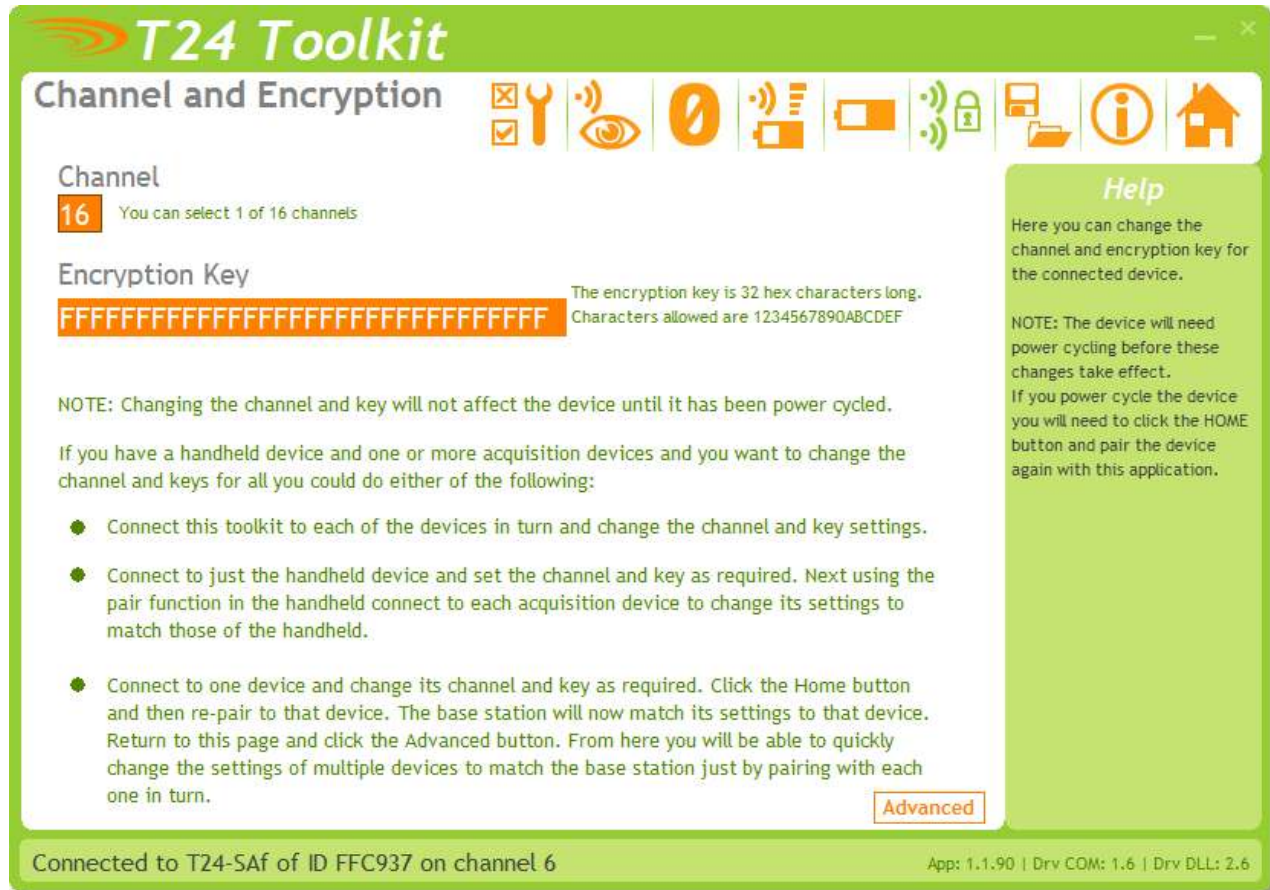 T24 Toolkit
Channel and Encryption
0
Channel
16
You can select 1 of 16 channels
Encryption Key
FFFFFFFFFFFFFFFFFFFFFFFFFFFFFFFF
The encryption key is 32 hex characters long.
Characters allowed are 1234567890ABCDEF
NOTE: Changing the channel and key will not affect the device until it has been power cycled.
If you have a handheld device and one or more acquisition devices and you want to change the
channel and keys for all you could do either of the following:
Connect this toolkit to each of the devices in turn and change the channel and key settings.
Connect to just the handheld device and set the channel and key as required. Next using the
pair function in the handheld connect to each acquisition device to change its settings to
match those of the handheld.
Connect to one device and change its channel and key as required. Click the Home button
and then re-pair to that device. The base station will now match its settings to that device.
Return to this page and click the Advanced button. From here you will be able to quickly
change the settings of multiple devices to match the base station just by pairing with each
one in turn.
Advanced
Help
Here you can change the
channel and encryption key for
the connected device.
NOTE: The device will need
power cycling before these
changes take effect.
If you power cycle the device
you will need to click the HOME
button and pair the device
again with this application.
Connected to T24-SAf of ID FFC937 on channel 6
App: 1.1.90 | Drv COM: 1.6 | Drv DLL: 2.6